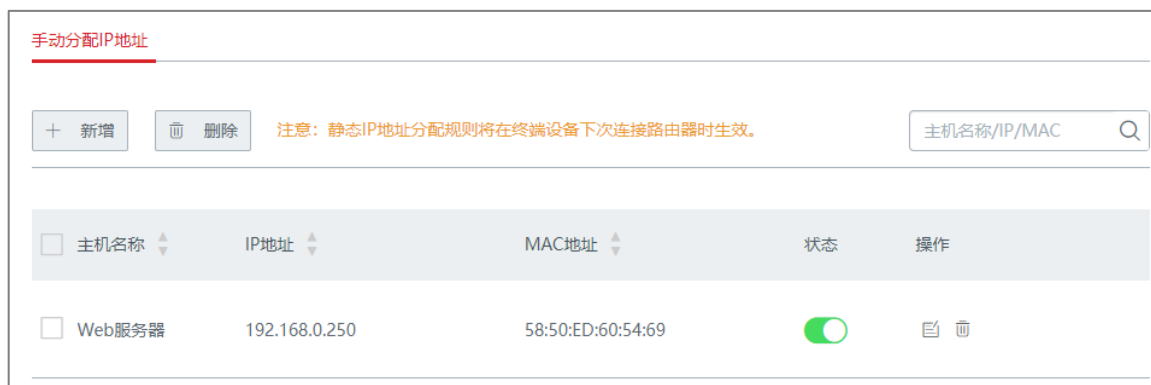 手动分配IP地址
新增 删除 注意：静态IP地址分配规则将在终端设备下次连接路由器时生效。 主机名称/IP/MAC
主机名称 IP地址 MAC地址 状态 操作
Web服务器 192.168.0.250 58:50:ED:60:54:69